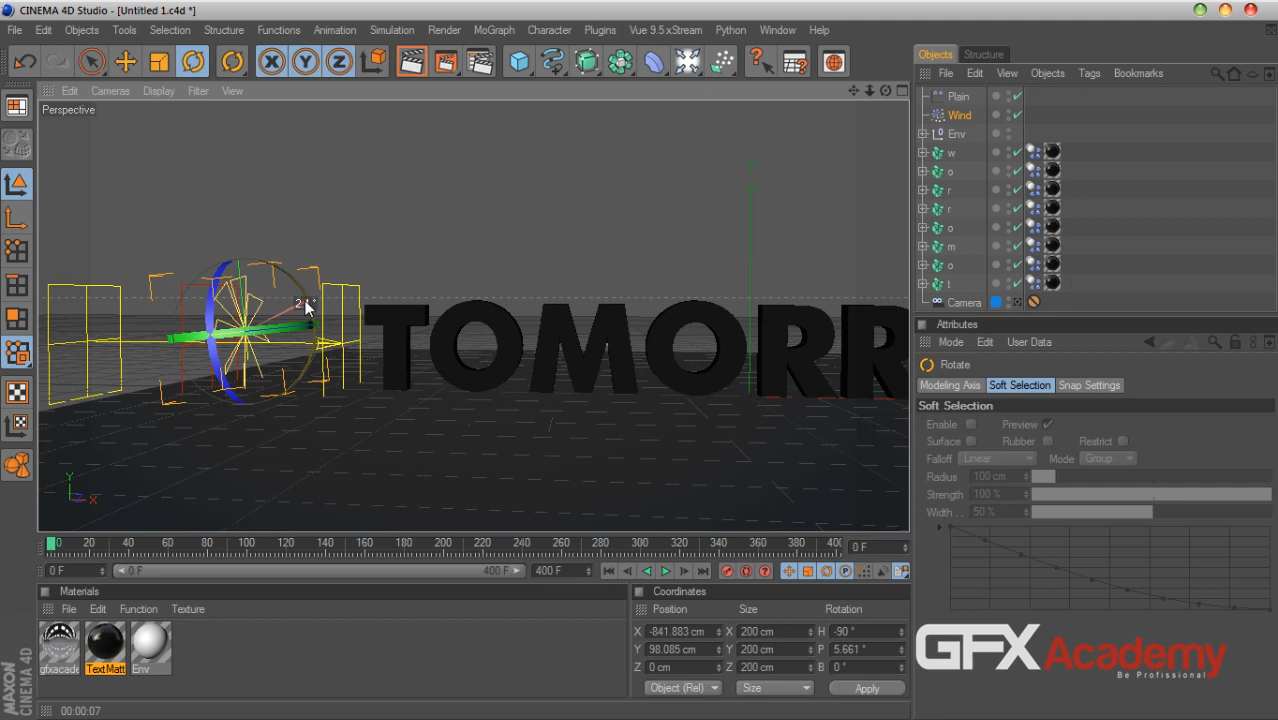 CINEMA 4D Studio - [Untitled 1.c4d *]
File Edit Objects Tools Selection Structure Functions Animation Simulation Render MoGraph Character Plugins Vue 9.5 xStream Python Window Help
X Y Z
Edit Cameras Display Filter View
Perspective
TOMORR
Y
Z X
0 20 40 60 80 100 120 140 160 180 200 220 240 260 280 300 320 340 360 380 40
0 F
0 F
0 F
400 F
400 F
Materials
File Edit Function Texture
gfxacade TextMatt Env
MAXON
CINEMA 4D
00:00:07
Coordinates
Position Size Rotation
X -841.883 cm X 200 cm H -90 °
Y 98.085 cm Y 200 cm P 5.661 °
Z 0 cm Z 200 cm B 0 °
Object (Rel) Size Apply
Objects Structure
File Edit View Objects Tags Bookmarks
Plain
Wind
Env
w
o
r
r
o
m
o
t
Camera
Attributes
Mode Edit User Data
Rotate
Modeling Axis Soft Selection Snap Settings
Soft Selection
Enable Preview
Surface Rubber Restrict
Falloff Linear Mode Group
Radius 100 cm
Strength 100 %
Width . . 50 %
GFXAcademy
Be Profissional